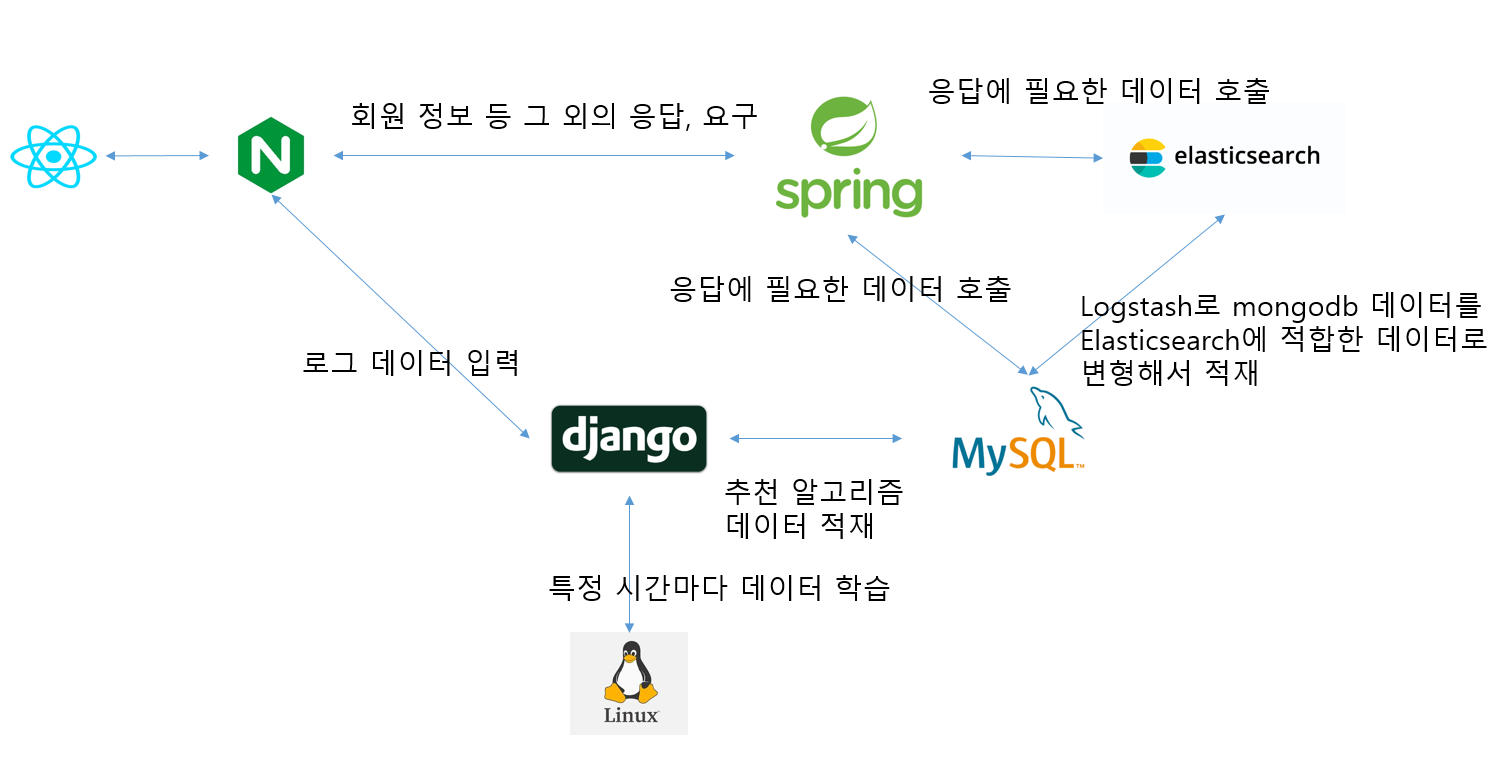 회원 정보 등 그 외의 응답, 요구
응답에 필요한 데이터 호출
N
spring
elasticsearch
응답에 필요한 데이터 호출
Logstash로 mongodb 데이터를
Elasticsearch에 적합한 데이터로
변형해서 적재
로그 데이터 입력
django
MySQL™
추천 알고리즘
데이터 적재
특정 시간마다 데이터 학습
Linux